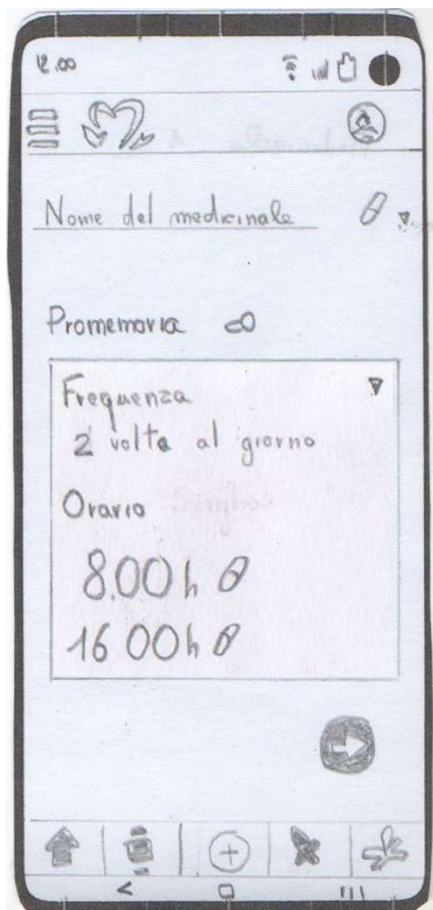 12.00
Nome del medicinale
Promemoria
Frequenza
2 volte al giorno
Orario
8.00 h
16 00 h